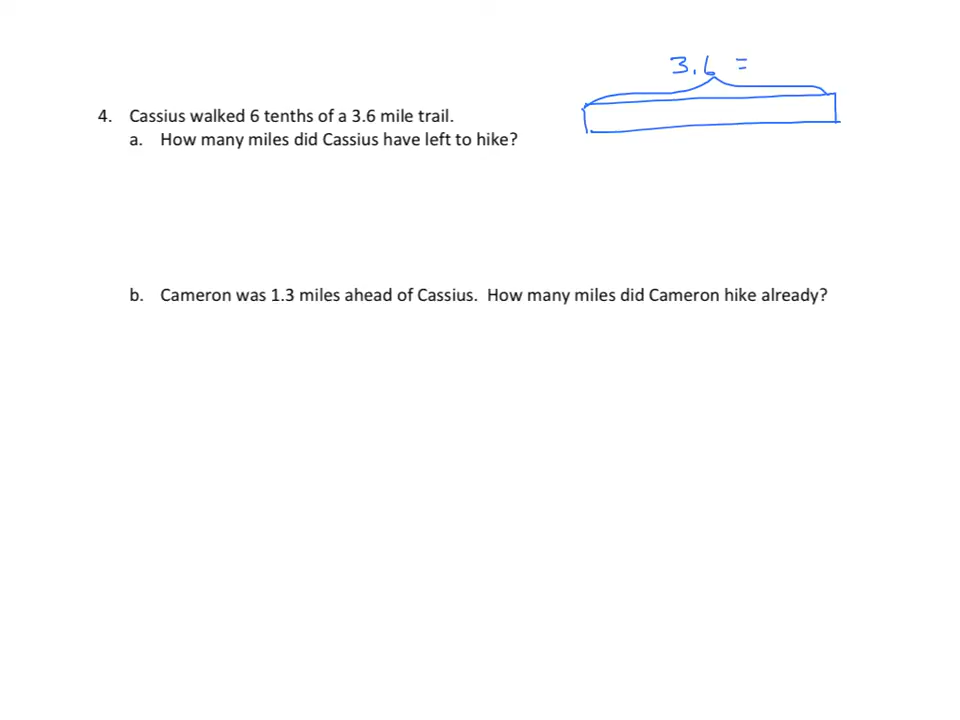 3.6 =
4. Cassius walked 6 tenths of a 3.6 mile trail.
a. How many miles did Cassius have left to hike?
b. Cameron was 1.3 miles ahead of Cassius. How many miles did Cameron hike already?